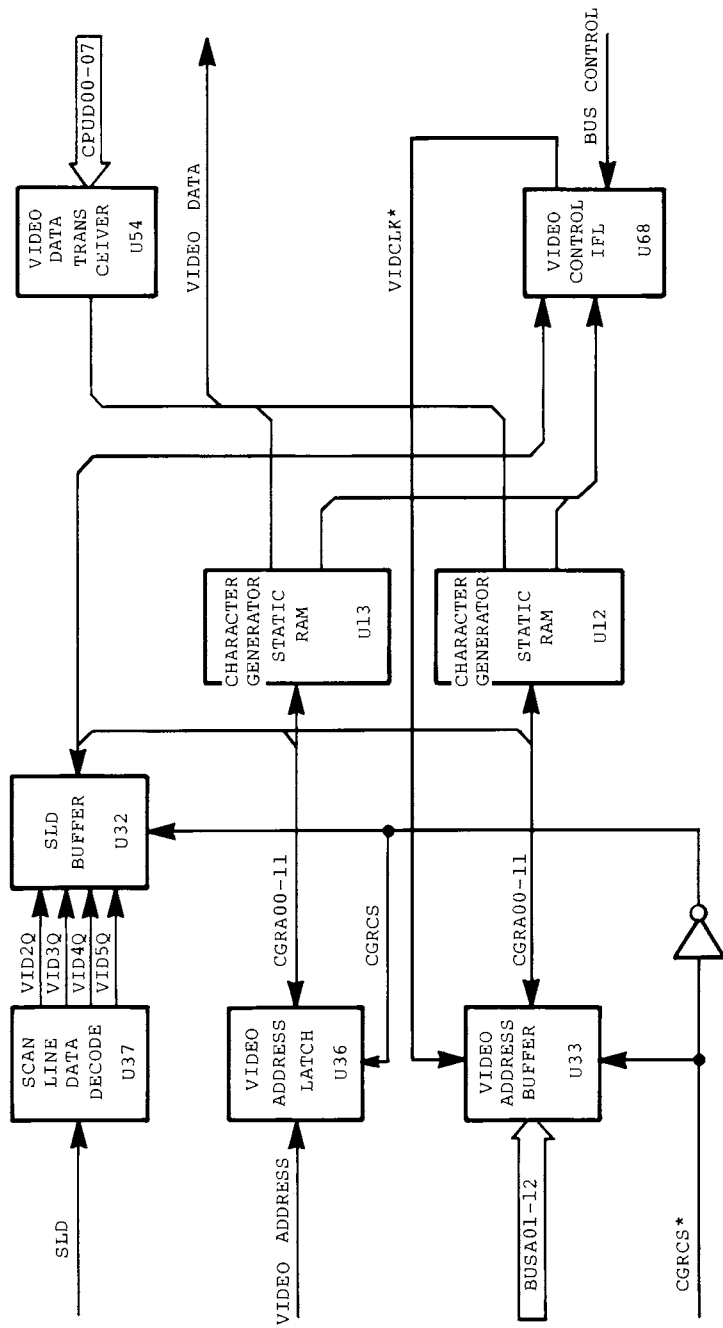 SLD
SCAN
LINE
DATA
DECODE
U37
VID2Q
VID3Q
VID4Q
VID5Q
SLD
BUFFER
U32
VIDEO
DATA
TRANS
CEIVER
U54
CPUD00-07
VIDEO DATA
VIDEO ADDRESS
VIDEO
ADDRESS
LATCH
U36
CGRA00-11
CGRCS
CHARACTER
GENERATOR
STATIC
RAM
U13
VIDCLK*
BUSA01-12
VIDEO
ADDRESS
BUFFER
U33
CGRA00-11
CHARACTER
GENERATOR
STATIC
RAM
U12
VIDEO
CONTROL
IFL
U68
BUS CONTROL
CGRCS*